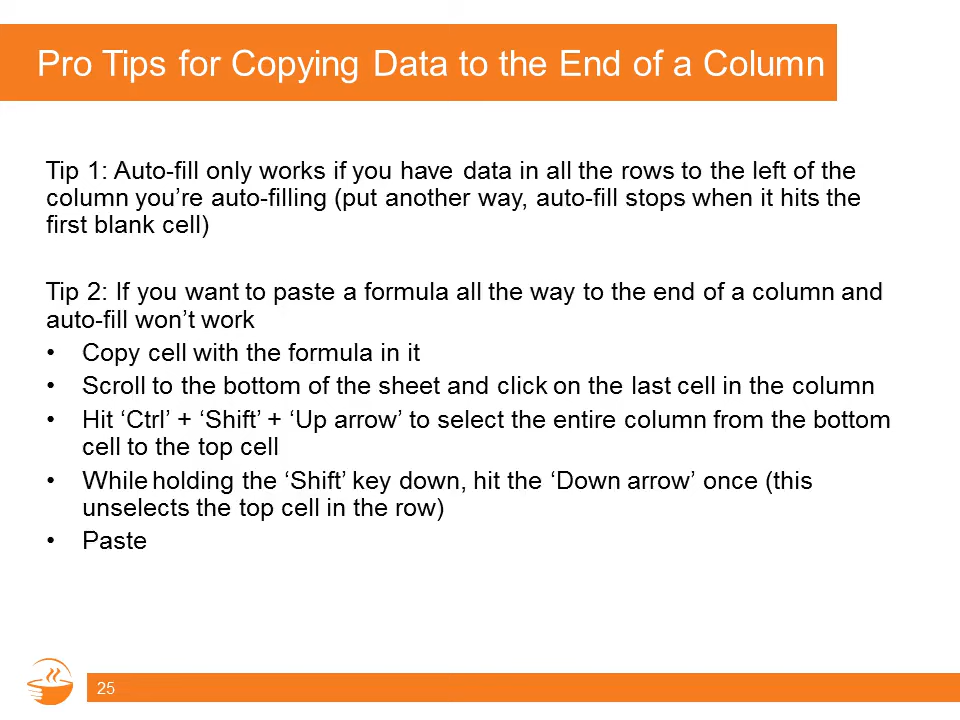 Pro Tips for Copying Data to the End of a Column
Tip 1: Auto-fill only works if you have data in all the rows to the left of the
column you’re auto-filling (put another way, auto-fill stops when it hits the
first blank cell)
Tip 2: If you want to paste a formula all the way to the end of a column and
auto-fill won’t work
• Copy cell with the formula in it
• Scroll to the bottom of the sheet and click on the last cell in the column
• Hit ‘Ctrl’ + ‘Shift’ + ‘Up arrow’ to select the entire column from the bottom
cell to the top cell
• While holding the ‘Shift’ key down, hit the ‘Down arrow’ once (this
unselects the top cell in the row)
• Paste
25